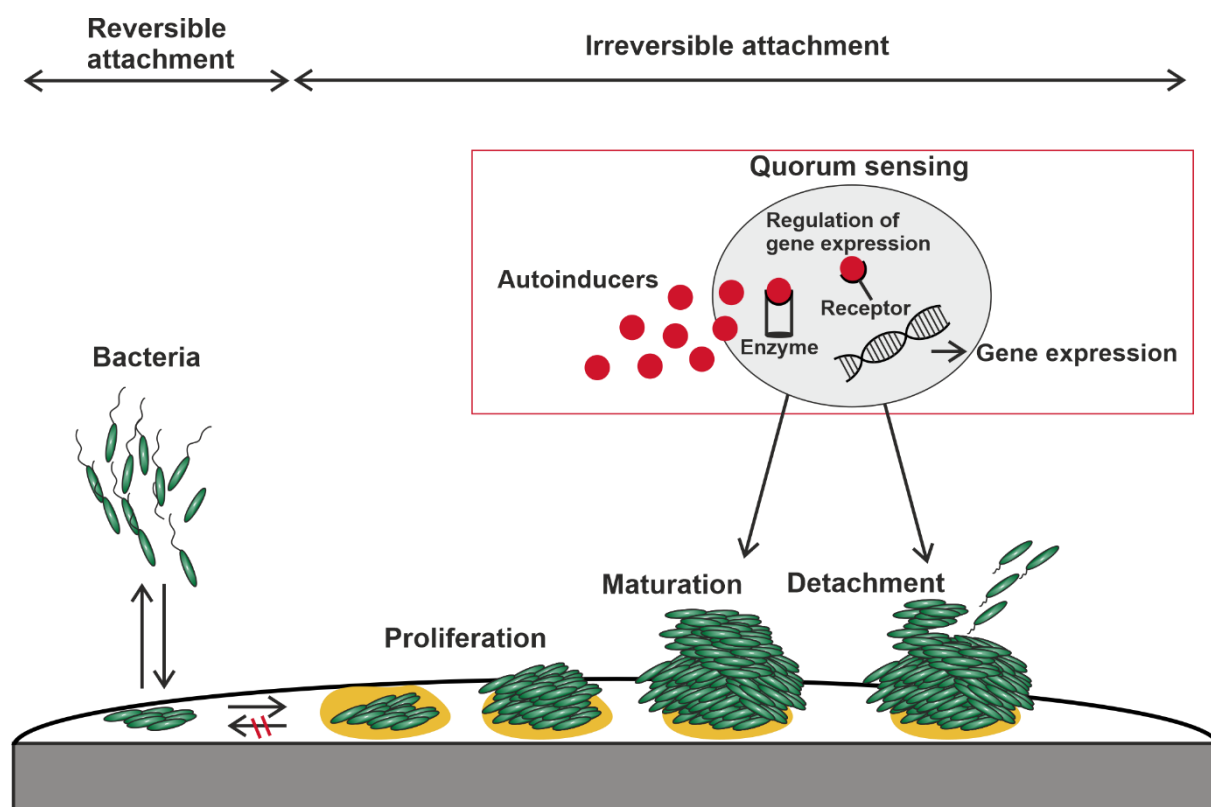 Reversible
attachment
Irreversible attachment
Quorum sensing
Regulation of
gene expression
Autoinducers
Receptor
Enzyme
Gene expression
Bacteria
Maturation
Detachment
Proliferation